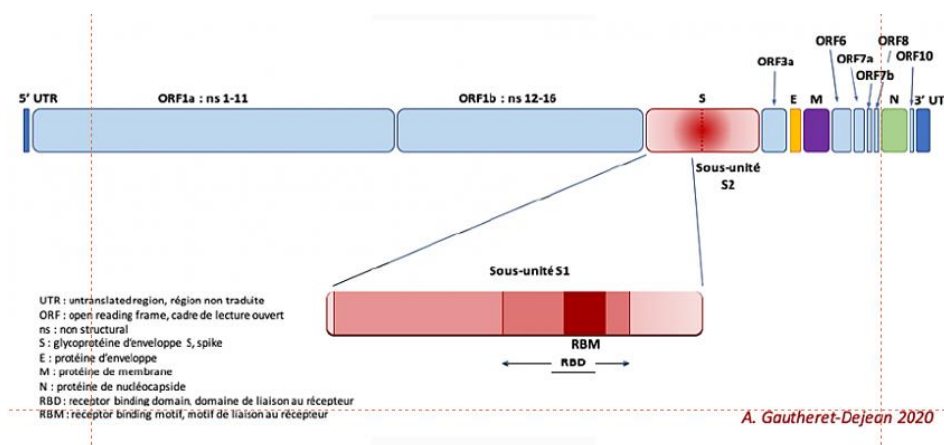 ORF6
ORF8
ORF3a
ORF7a
ORF10
ORF7b
5' UTR
ORF1a : ns 1-11
ORF1b : ns 12-16
S
E
M
N
3' UT
Sous-unité
S2
Sous-unité S1
RBM
RBD
UTR : untranslated region, région non traduite
ORF : open reading frame, cadre de lecture ouvert
ns : non structural
S : glycoprotéine d'enveloppe S, spike
E : protéine d'enveloppe
M : protéine de membrane
N : protéine de nucléocapside
RBD : receptor binding domain, domaine de liaison au récepteur
RBM : receptor binding motif, motif de liaison au récepteur
A. Gautheret-Dejean 2020